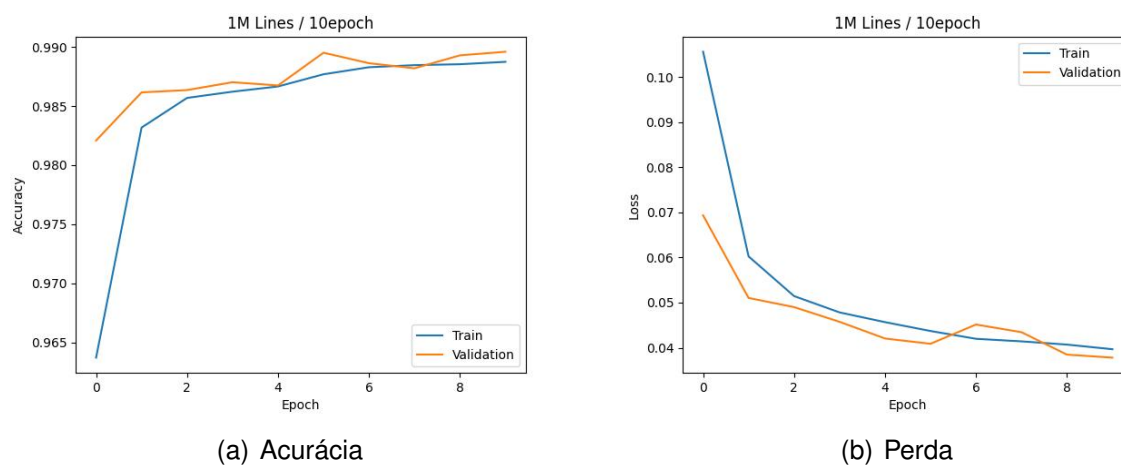 1M Lines / 10epoch
0.990
0.985
0.980
0.975
0.970
0.965
Accuracy
Train
Validation
0 2 4 6 8
Epoch
(a) Acurácia
1M Lines / 10epoch
0.10
0.09
0.08
0.07
0.06
0.05
0.04
Loss
Train
Validation
0 2 4 6 8
Epoch
(b) Perda